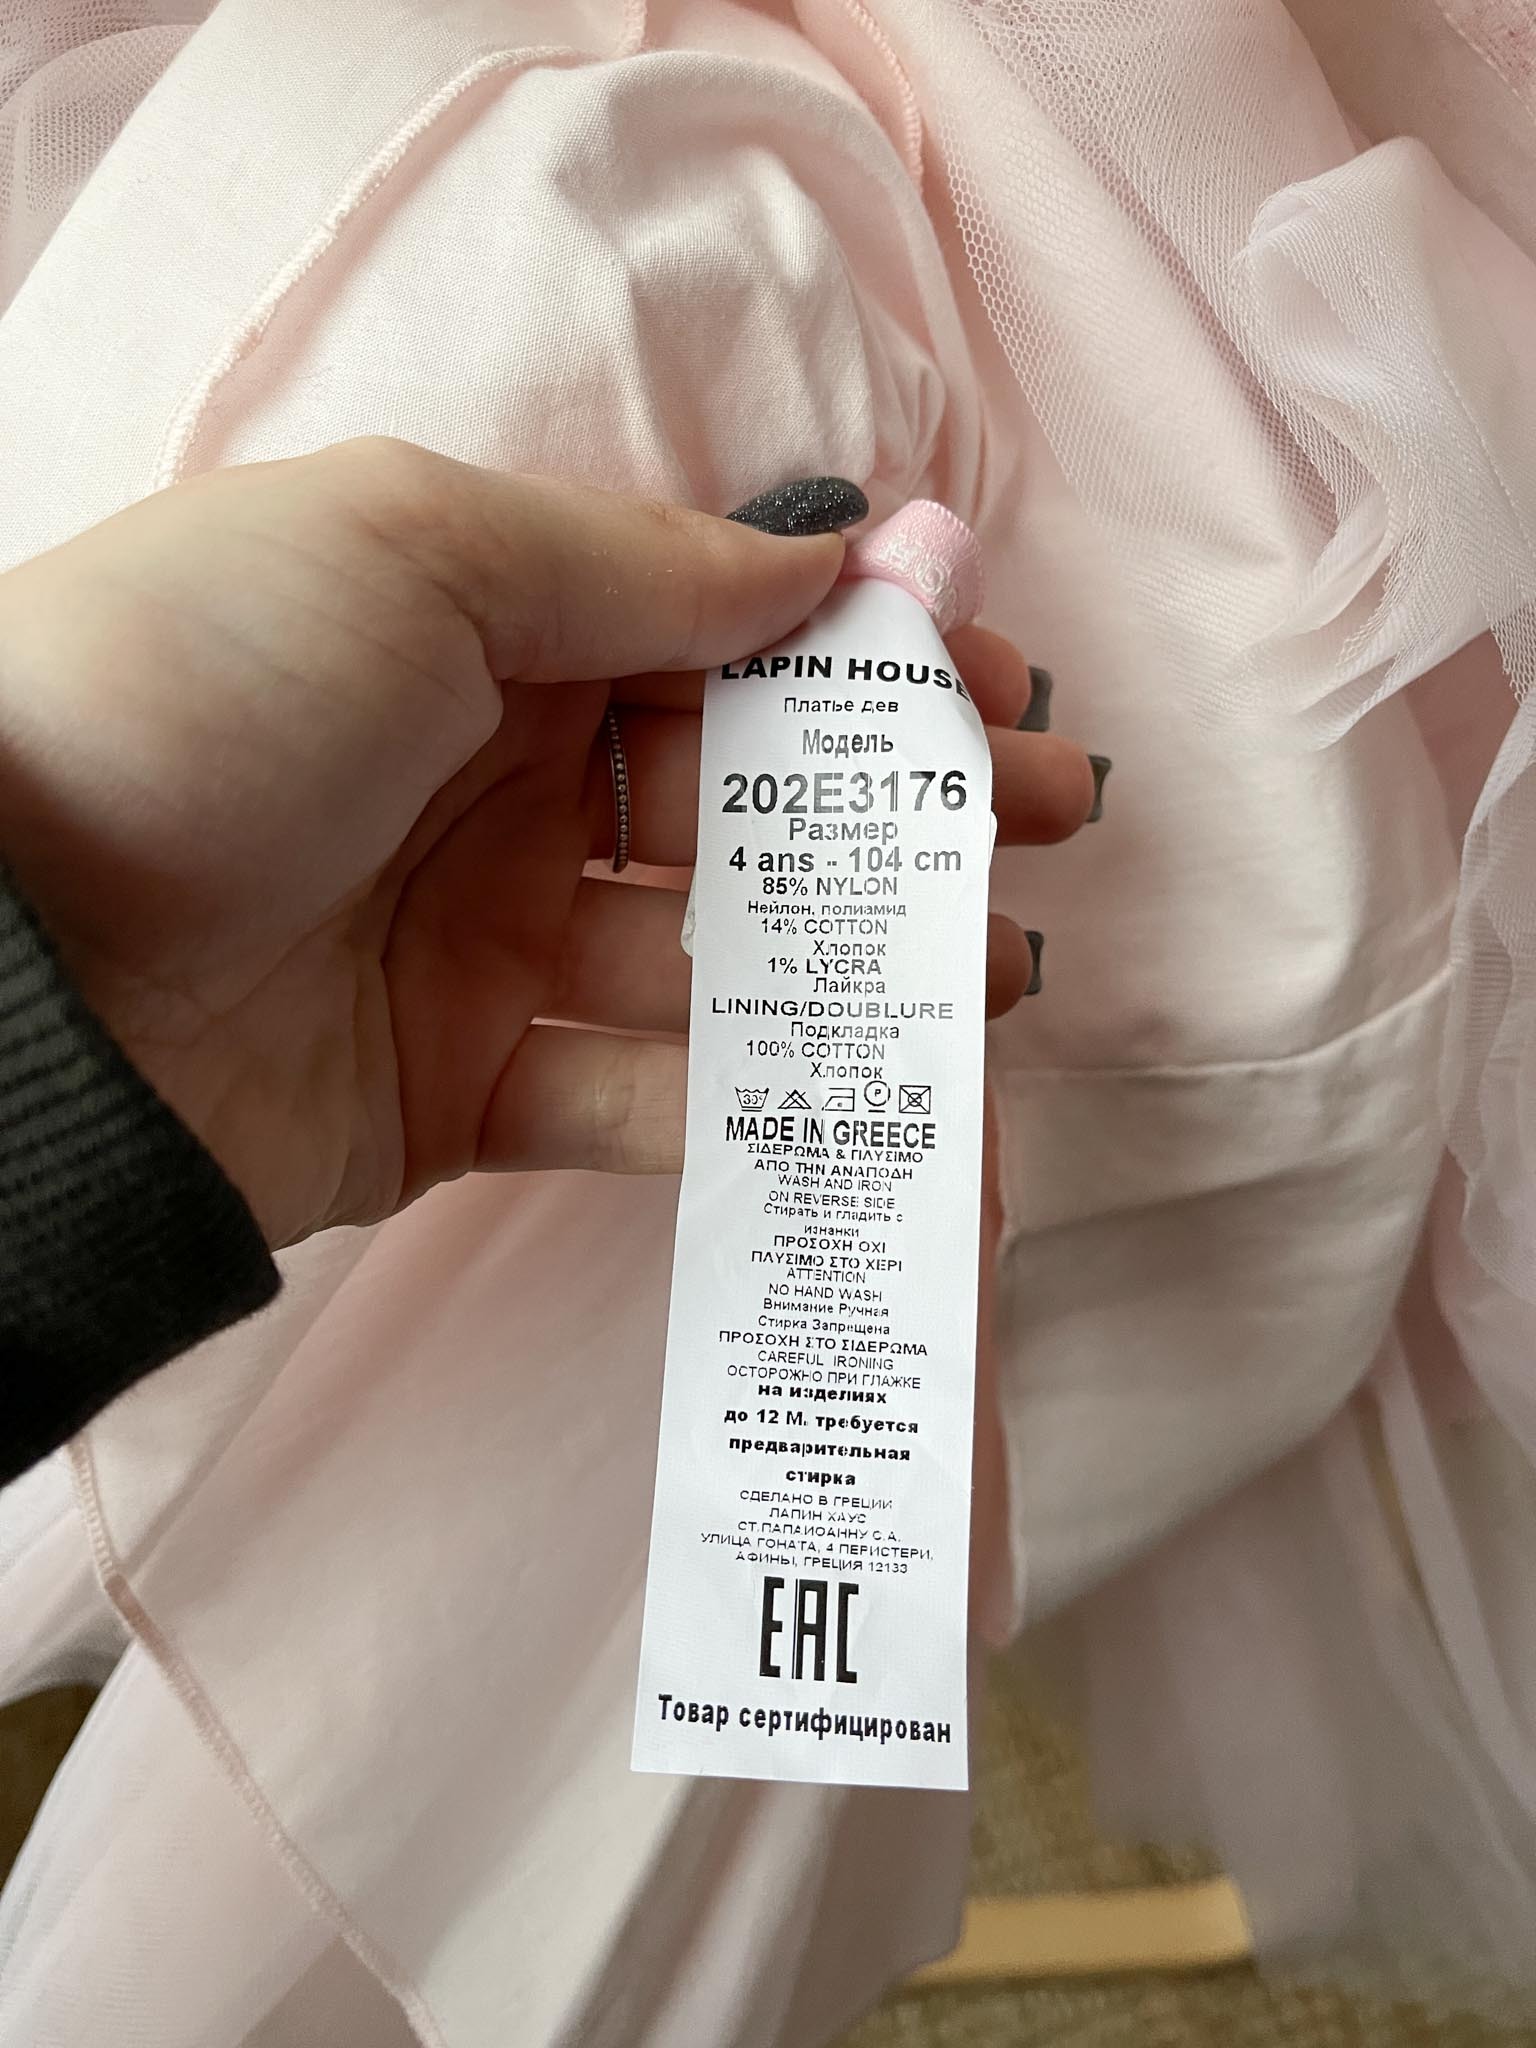 LAPIN HOUSE
Платье дев
Модель
202E3176
Размер
4 ans - 104 cm
85% NYLON
Нейлон, полиамид
14% COTTON
Хлопок
1% LYCRA
Лайкра
LINING/DOUBLURE
Подкладка
100% COTTON
Хлопок
30° P
MADE IN GREECE
ΣΙΔΕΡΩΜΑ & ΠΛΥΣΙΜΟ
ΑΠΟ ΤΗΝ ΑΝΑΠΟΔΗ
WASH AND IRON
ON REVERSE SIDE
Стирать и гладить с
изнанки
ΠΡΟΣΟΧΗ ΟΧΙ
ΠΛΥΣΙΜΟ ΣΤΟ ΧΕΡΙ
ATTENTION
NO HAND WASH
Внимание Ручная
Стирка Запрещена
ΠΡΟΣΟΧΗ ΣΤΟ ΣΙΔΕΡΩΜΑ
CAREFUL IRONING
ОСТОРОЖНО ПРИ ГЛАЖКЕ
на изделиях
до 12 М. требуется
предварительная
стирка
СДЕЛАНО В ГРЕЦИИ
ЛАПИН ХАУС
СТ.ПАПАИОАННУ С.А.
УЛИЦА ГОНАТА, 4 ПЕРИСТЕРИ,
АФИНЫ, ГРЕЦИЯ 12133
EAC
Товар сертифицирован